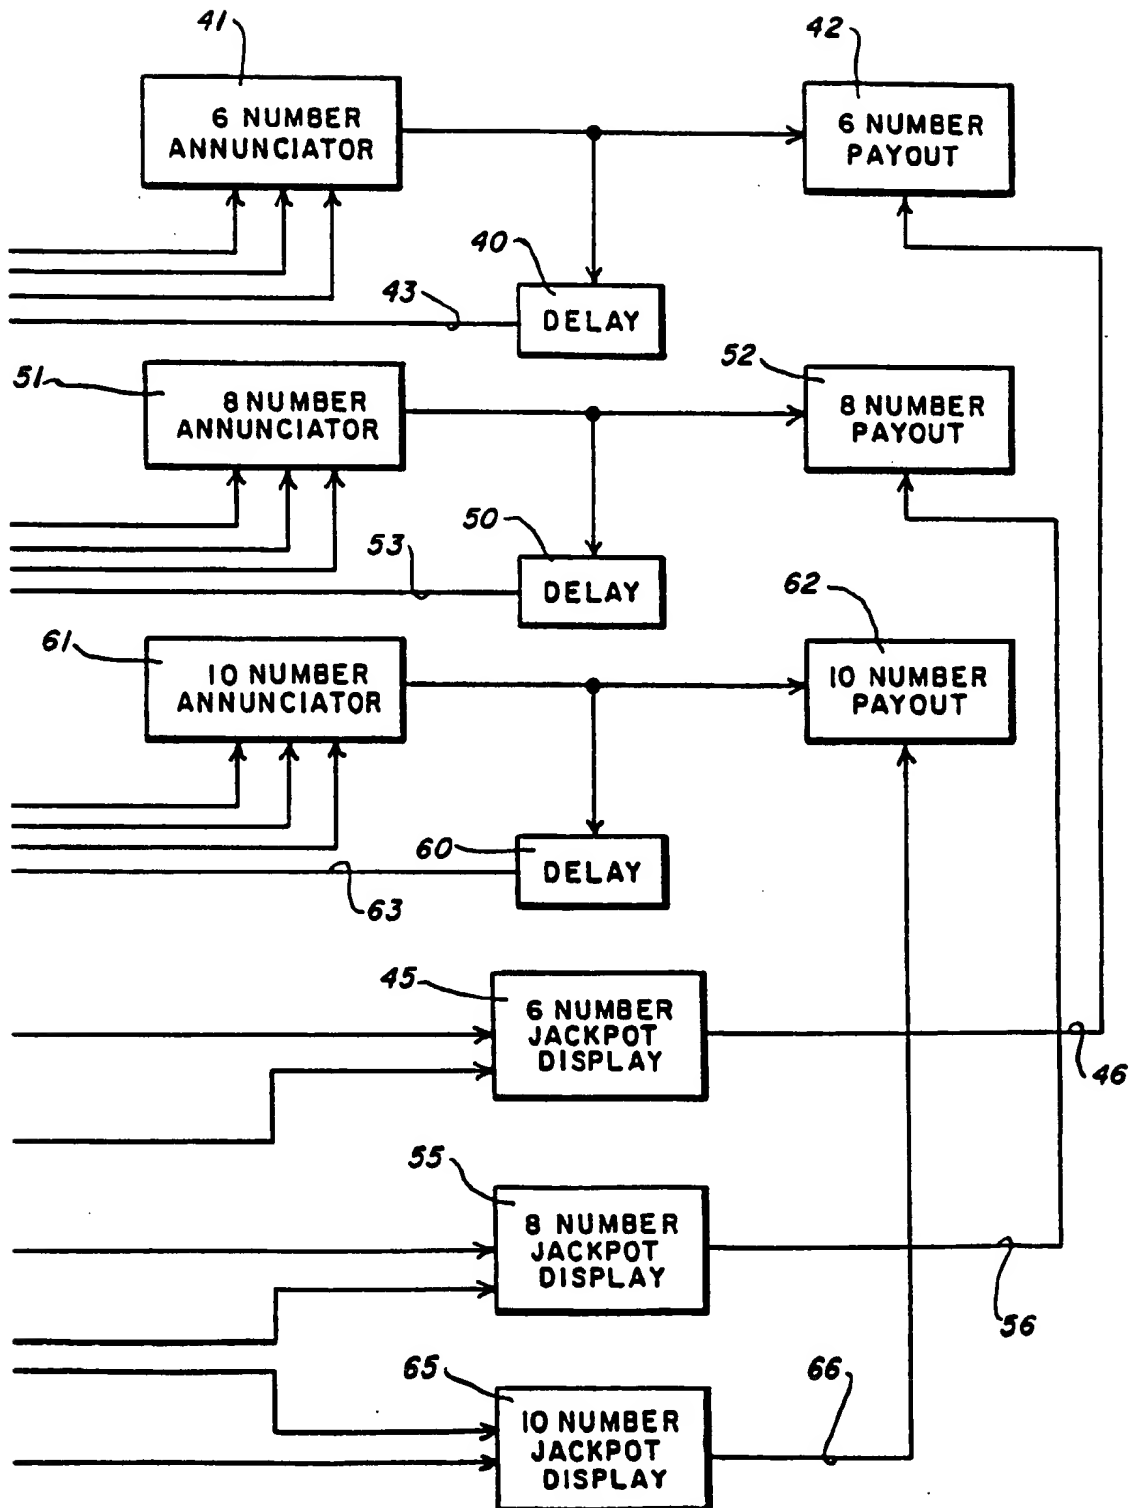 41
42
6 NUMBER
ANNUNCIATOR
6 NUMBER
PAYOUT
40
43
DELAY
51
52
8 NUMBER
ANNUNCIATOR
8 NUMBER
PAYOUT
50
53
DELAY
62
61
10 NUMBER
ANNUNCIATOR
10 NUMBER
PAYOUT
60
DELAY
63
45
6 NUMBER
JACKPOT
DISPLAY
46
55
8 NUMBER
JACKPOT
DISPLAY
56
65
66
10 NUMBER
JACKPOT
DISPLAY